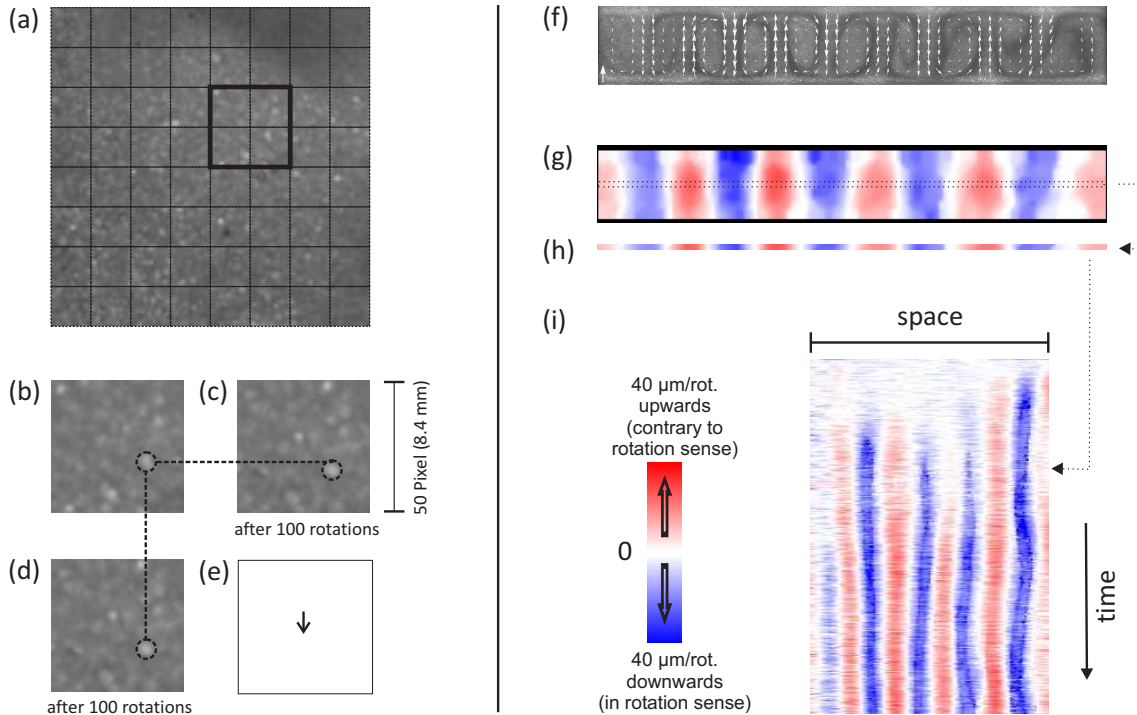 (a)
(b)
(c)
50 Pixel (8.4 mm)
after 100 rotations
(d)
(e)
after 100 rotations
(f)
(g)
(h)
(i)
space
40 µm/rot.
upwards
(contrary to
rotation sense)
0
40 µm/rot.
downwards
(in rotation sense)
time